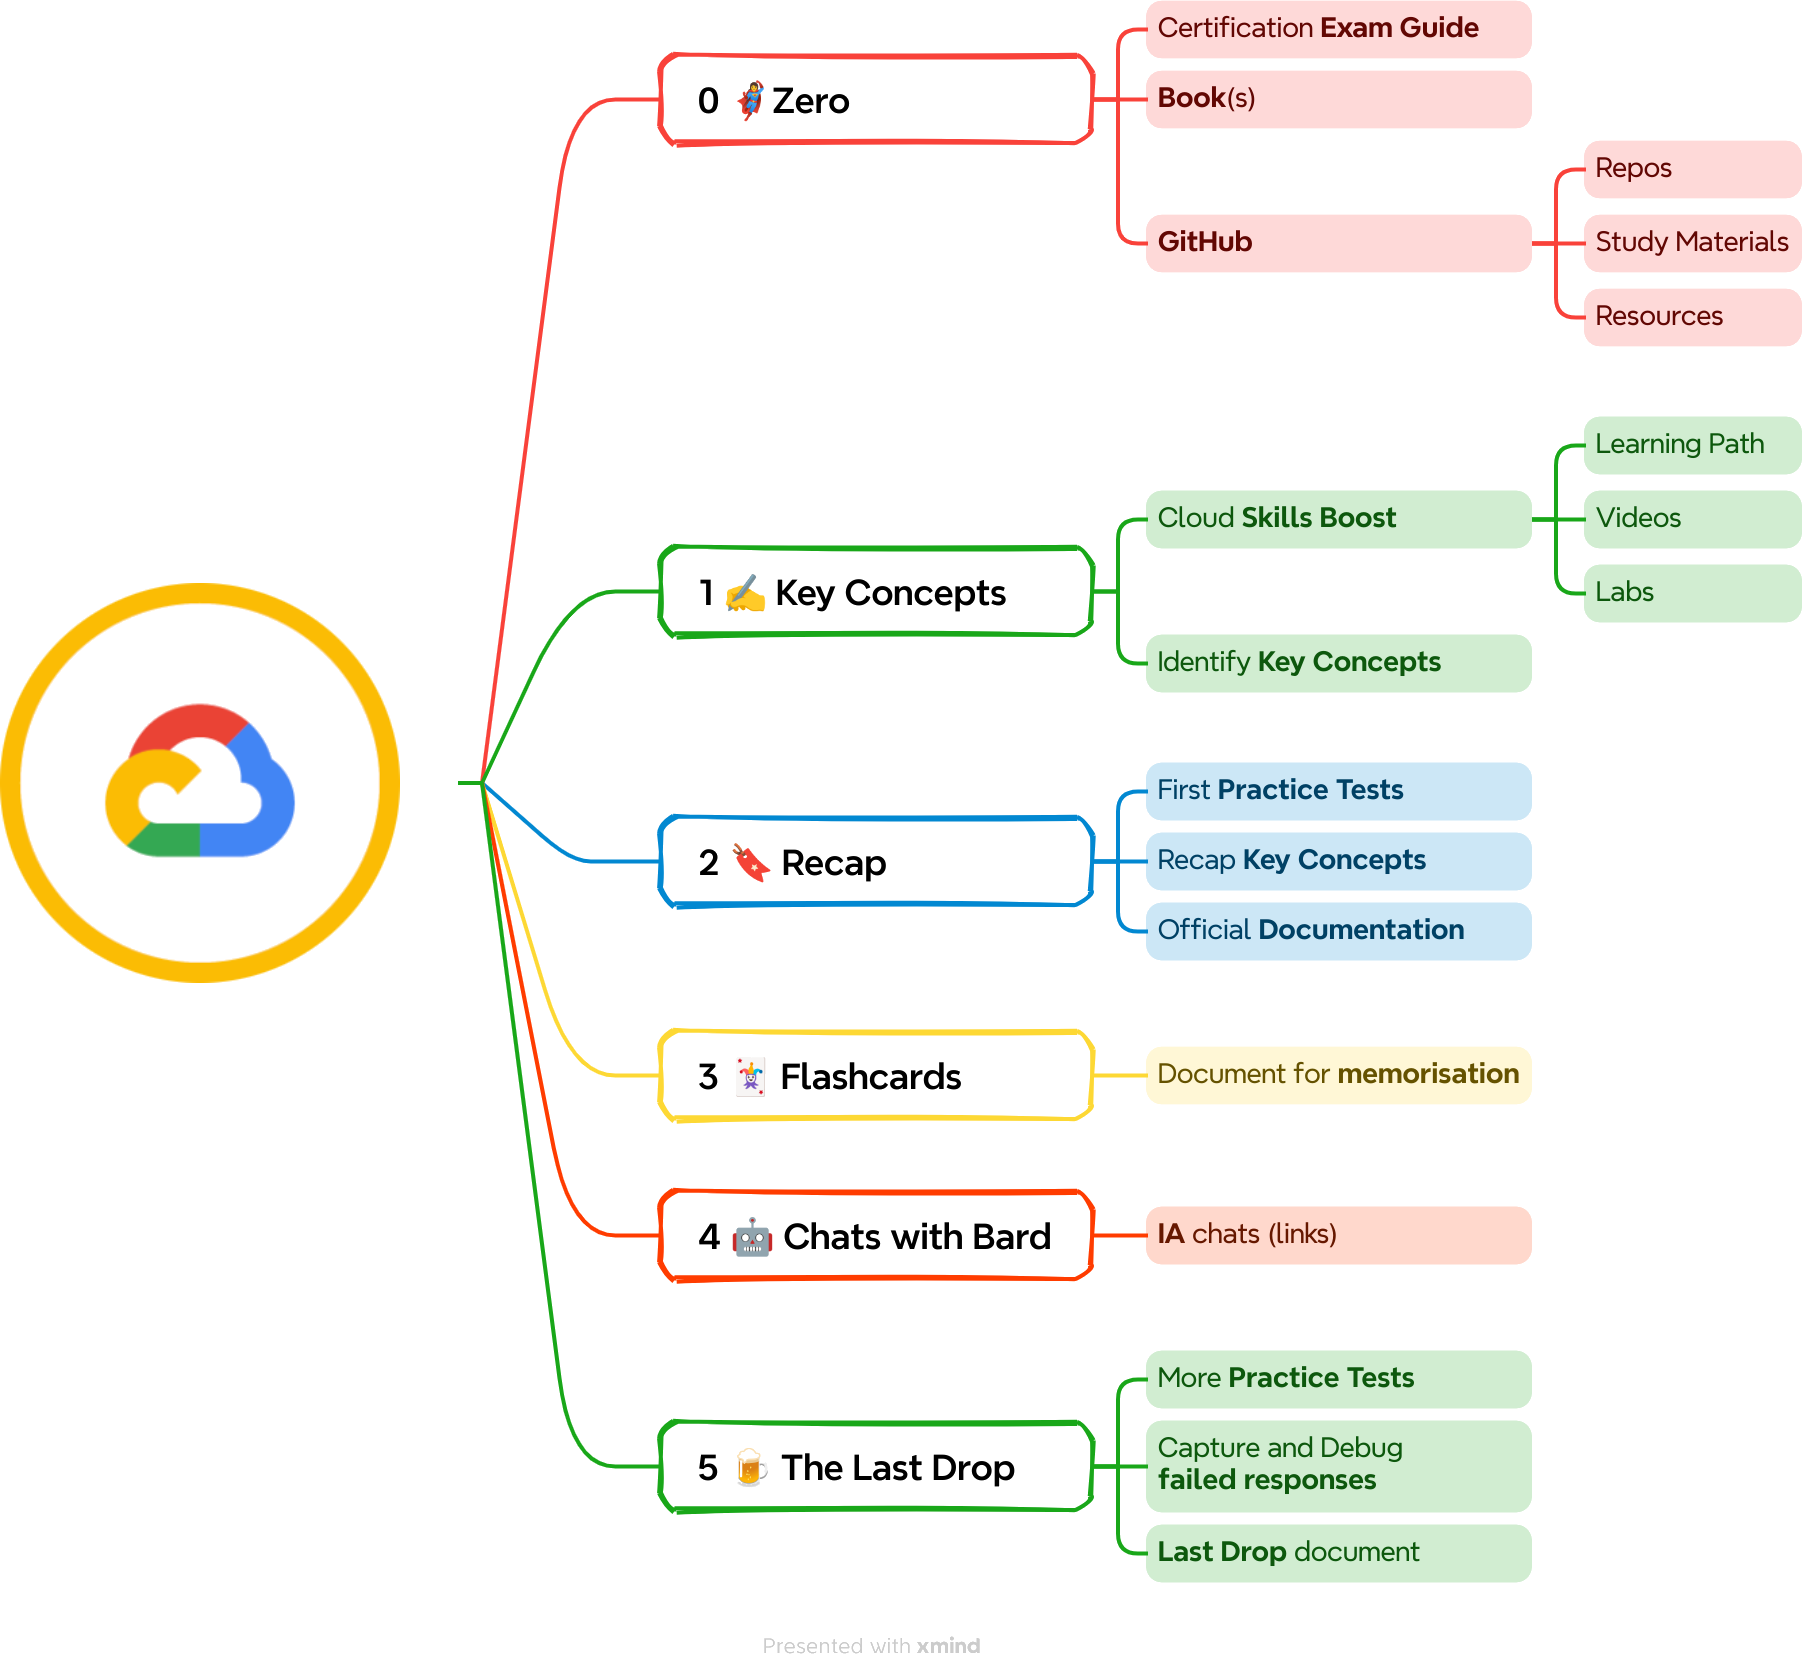 0 🦸Zero
Certification Exam Guide
Book(s)
GitHub
Repos
Study Materials
Resources
1 ✍️ Key Concepts
Cloud Skills Boost
Learning Path
Videos
Labs
Identify Key Concepts
2 🔖 Recap
First Practice Tests
Recap Key Concepts
Official Documentation
3 🃏 Flashcards
Document for memorisation
4 🤖 Chats with Bard
IA chats (links)
5 🍺 The Last Drop
More Practice Tests
Capture and Debug
failed responses
Last Drop document
Presented with xmind